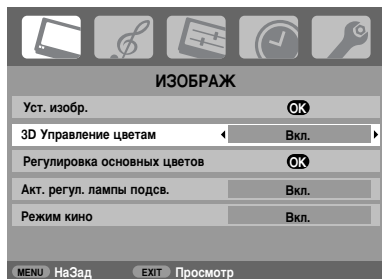 ИЗОБРАЖ
Уст. изобр. OK
3D Управление цветам Вкл.
Регулировка основных цветов OK
Акт. регул. лампы подсв. Вкл.
Режим кино Вкл.
MENU НаЗад EXIT Просмотр